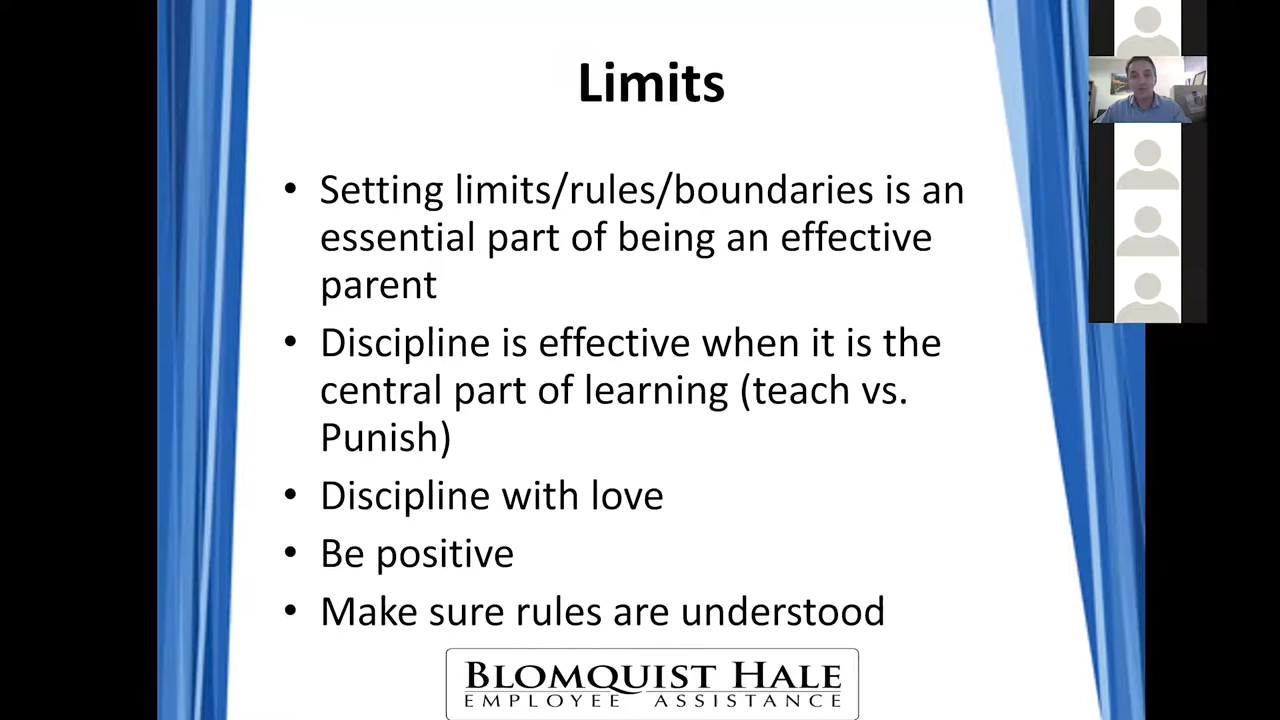 Limits
• Setting limits/rules/boundaries is an
essential part of being an effective
parent
• Discipline is effective when it is the
central part of learning (teach vs.
Punish)
• Discipline with love
• Be positive
• Make sure rules are understood
BLOMQUIST HALE
EMPLOYEE ASSISTANCE